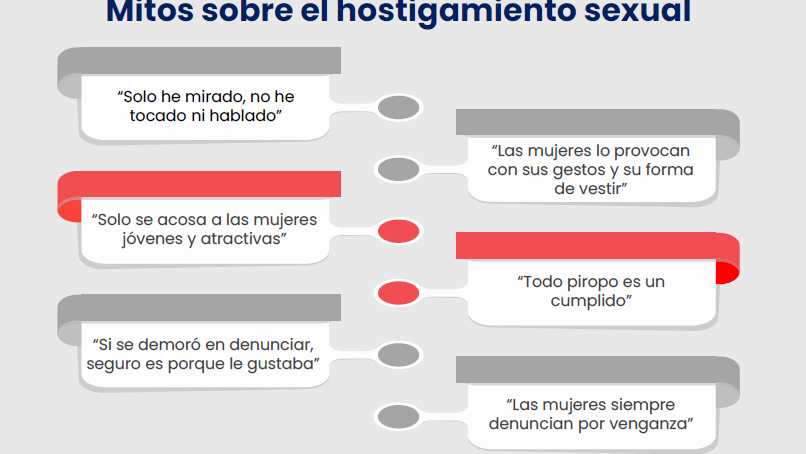 Mitos sobre el hostigamiento sexual
“Solo he mirado, no he
tocado ni hablado”
“Las mujeres lo provocan
con sus gestos y su forma
de vestir”
“Solo se acosa a las mujeres
jóvenes y atractivas”
“Todo piropo es un
cumplido”
“Si se demoró en denunciar,
seguro es porque le gustaba”
“Las mujeres siempre
denuncian por venganza”